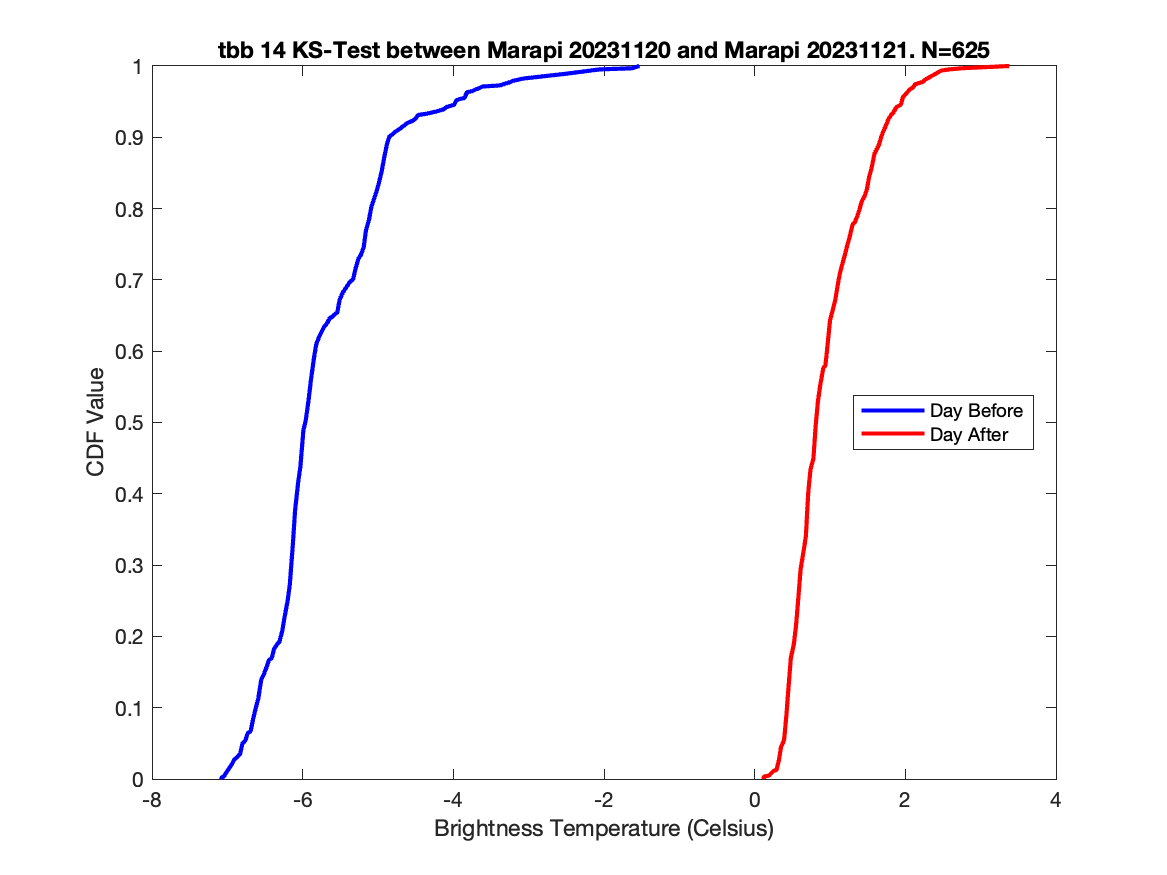 tbb 14 KS-Test between Marapi 20231120 and Marapi 20231121. N=625
1
0.9
0.8
0.7
0.6
0.5
0.4
0.3
0.2
0.1
0
CDF Value
Day Before
Day After
-8 -6 -4 -2 0 2 4
Brightness Temperature (Celsius)